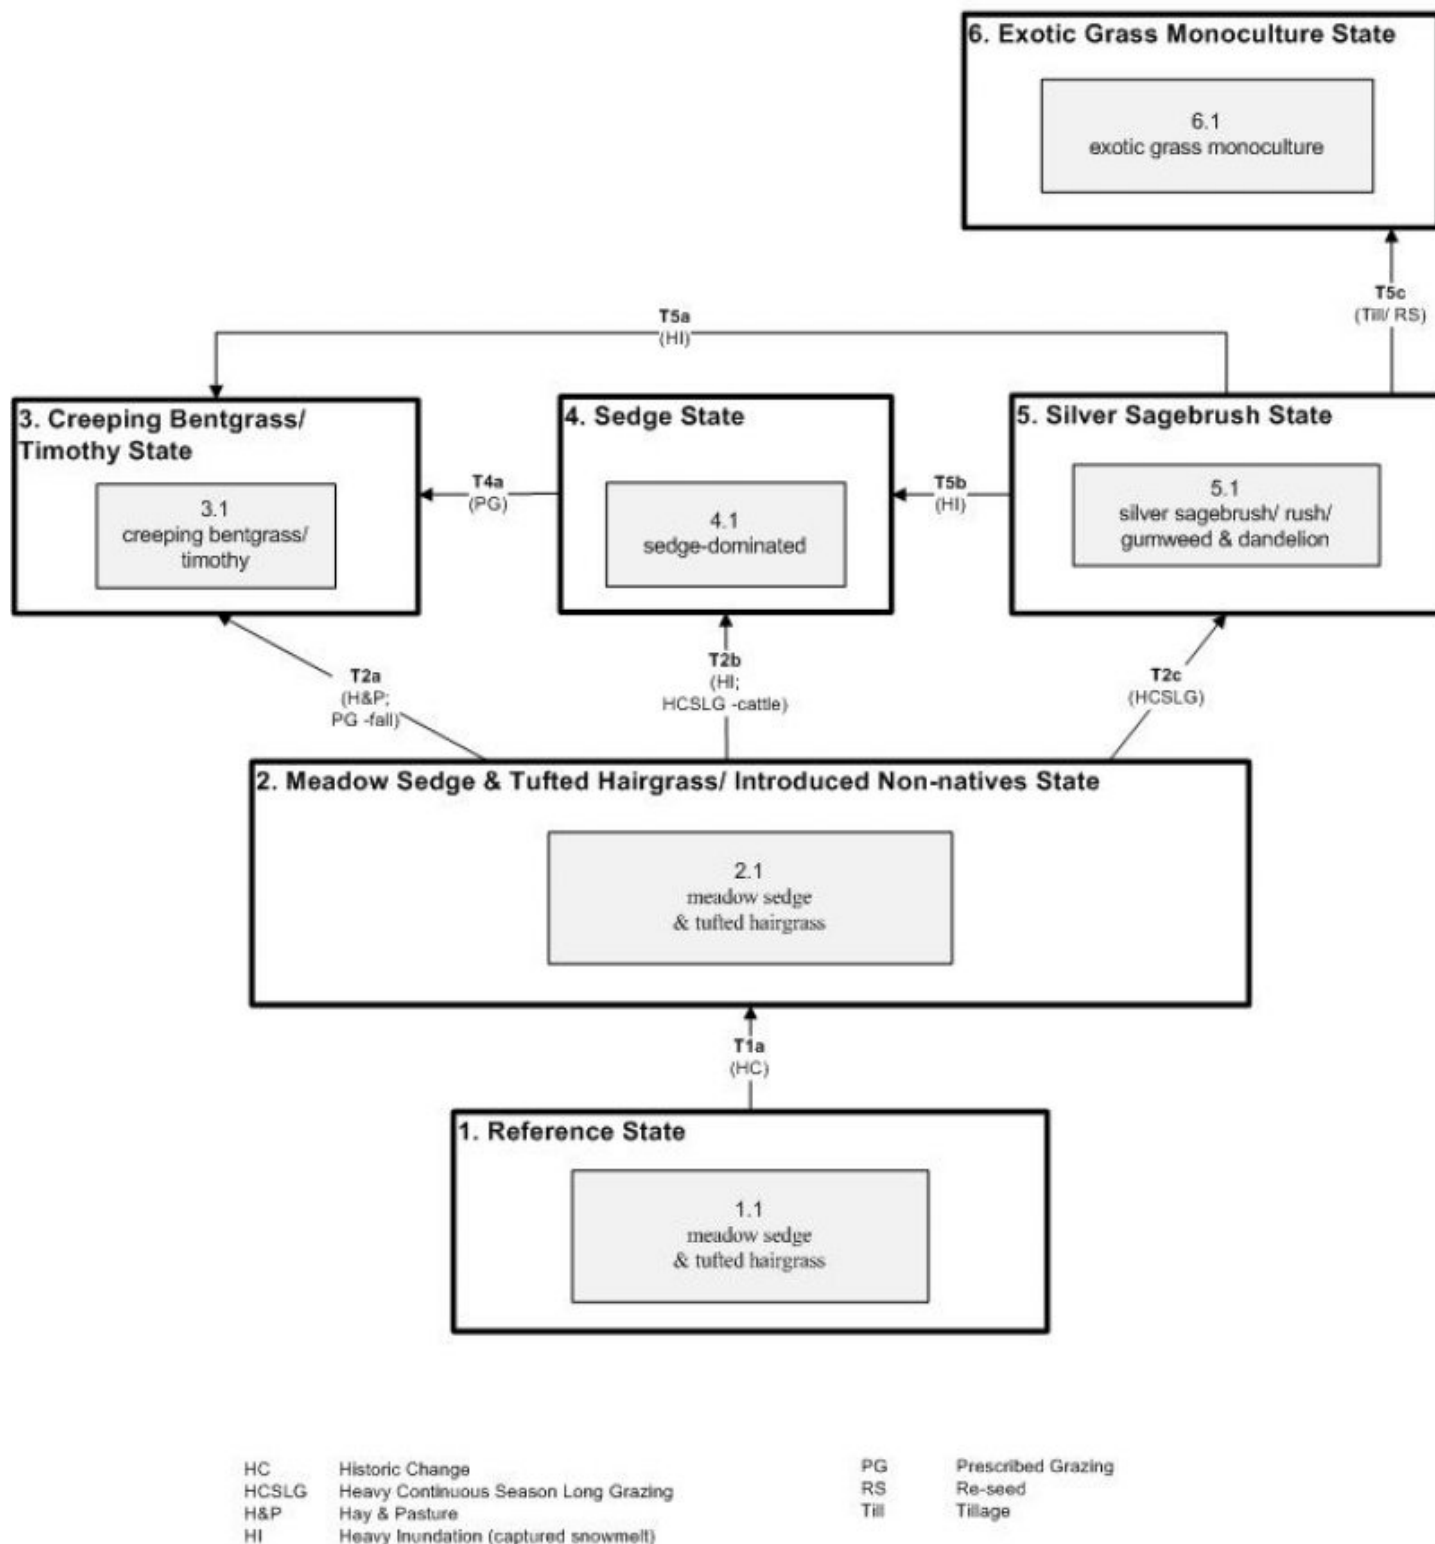 6. Exotic Grass Monoculture State
6.1
exotic grass monoculture
T5c
(Till/ RS)
T5a
(HI)
3. Creeping Bentgrass/
Timothy State
3.1
creeping bentgrass/
timothy
T4a
(PG)
4. Sedge State
4.1
sedge-dominated
T5b
(HI)
5. Silver Sagebrush State
5.1
silver sagebrush/ rush/
gumweed & dandelion
T2a
(H&P;
PG -fall)
T2b
(HI;
HCSLG -cattle)
T2c
(HCSLG)
2. Meadow Sedge & Tufted Hairgrass/ Introduced Non-natives State
2.1
meadow sedge
& tufted hairgrass
T1a
(HC)
1. Reference State
1.1
meadow sedge
& tufted hairgrass
HC Historic Change
HCSLG Heavy Continuous Season Long Grazing
H&P Hay & Pasture
HI Heavy Inundation (captured snowmelt)
PG Prescribed Grazing
RS Re-seed
Till Tillage